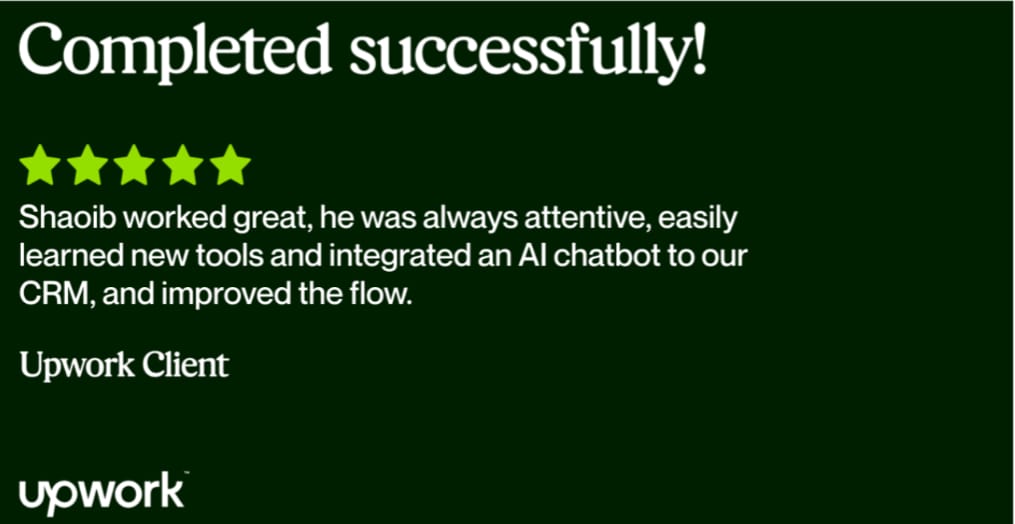 Completed successfully!
Shaoib worked great, he was always attentive, easily
learned new tools and integrated an AI chatbot to our
CRM, and improved the flow.
Upwork Client
upwork™